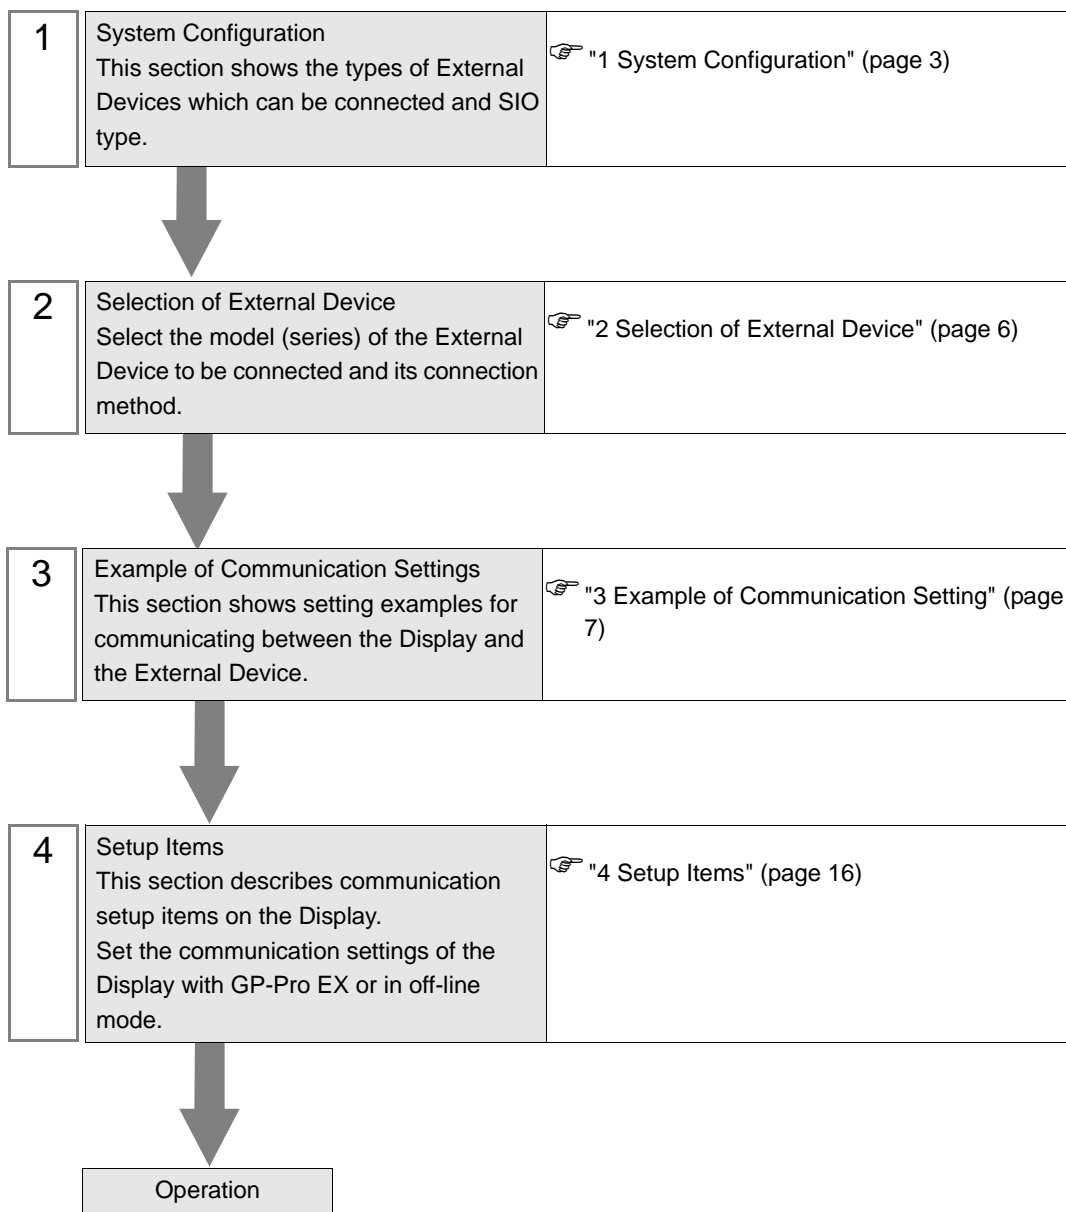 1
System Configuration
This section shows the types of External
Devices which can be connected and SIO
type.
"1 System Configuration" (page 3)
2
Selection of External Device
Select the model (series) of the External
Device to be connected and its connection
method.
"2 Selection of External Device" (page 6)
3
Example of Communication Settings
This section shows setting examples for
communicating between the Display and
the External Device.
"3 Example of Communication Setting" (page
7)
4
Setup Items
This section describes communication
setup items on the Display.
Set the communication settings of the
Display with GP-Pro EX or in off-line
mode.
"4 Setup Items" (page 16)
Operation